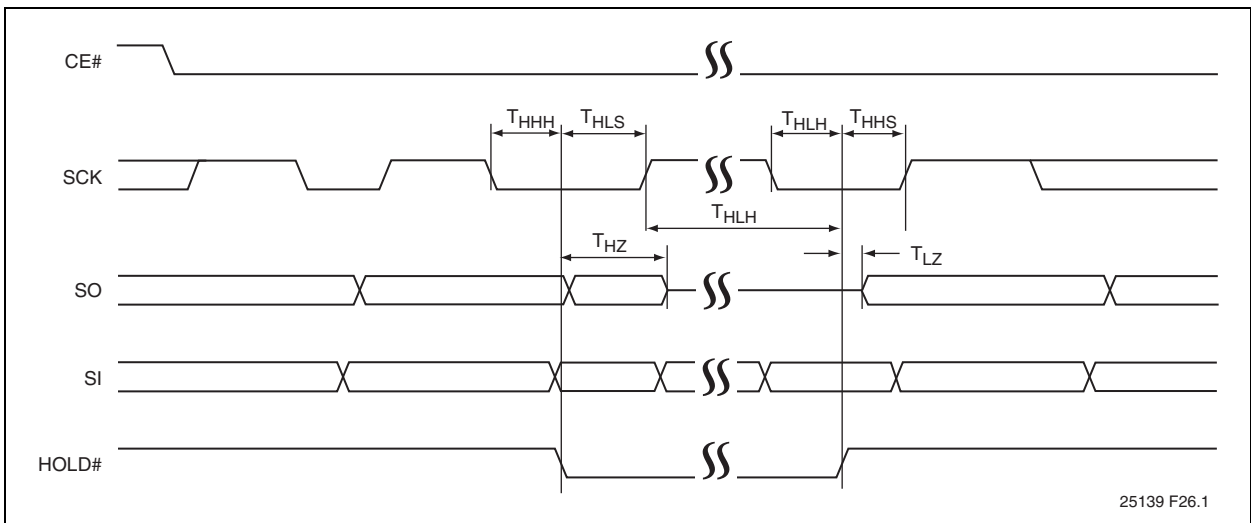 CE#
THHH THLS THLH THHS
SCK
THLH
THZ
TLZ
SO
SI
HOLD#
25139 F26.1